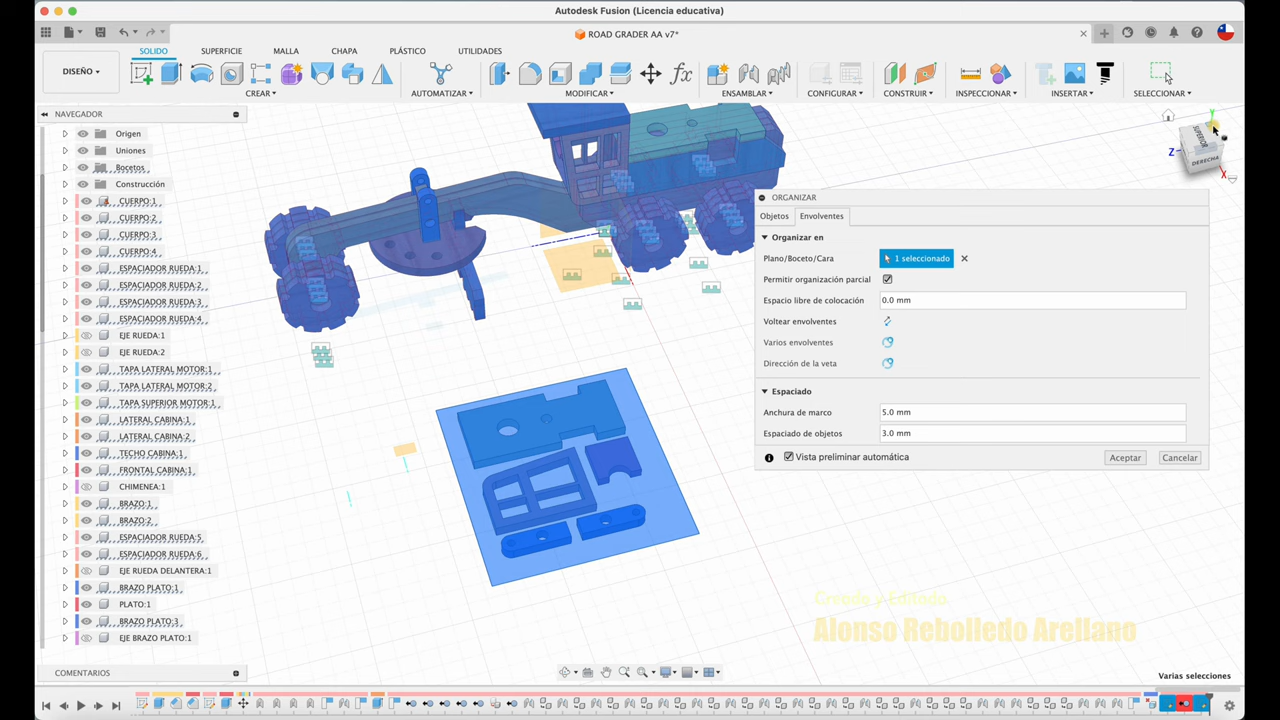 Autodesk Fusion (Licencia educativa)
ROAD GRADER AA v7*
SÓLIDO SUPERFICIE MALLA CHAPA PLÁSTICO UTILIDADES
DISEÑO
CREAR AUTOMATIZAR MODIFICAR ENSAMBLAR CONFIGURAR CONSTRUIR INSPECCIONAR INSERTAR SELECCIONAR
NAVEGADOR
Origen
Uniones
Bocetos
Construcción
CUERPO:1
CUERPO:2
CUERPO:3
CUERPO:4
ESPACIADOR RUEDA:1
ESPACIADOR RUEDA:2
ESPACIADOR RUEDA:3
ESPACIADOR RUEDA:4
EJE RUEDA:1
EJE RUEDA:2
TAPA LATERAL MOTOR:1
TAPA LATERAL MOTOR:2
TAPA SUPERIOR MOTOR:1
LATERAL CABINA:1
LATERAL CABINA:2
TECHO CABINA:1
FRONTAL CABINA:1
CHIMENEA:1
BRAZO:1
BRAZO:2
ESPACIADOR RUEDA:5
ESPACIADOR RUEDA:6
EJE RUEDA DELANTERA:1
BRAZO PLATO:1
PLATO:1
BRAZO PLATO:3
EJE BRAZO PLATO:1
COMENTARIOS
Y
SUPERIOR
Z
DERECHA
X
ORGANIZAR
Objetos Envolventes
Organizar en
Plano/Boceto/Cara 1 seleccionado
Permitir organización parcial
Espacio libre de colocación 0.0 mm
Voltear envolventes
Varios envolventes
Dirección de la veta
Espaciado
Anchura de marco 5.0 mm
Espaciado de objetos 3.0 mm
Vista preliminar automática Aceptar Cancelar
Creado y Editado
Alonso Rebolledo Arellano
Varias selecciones